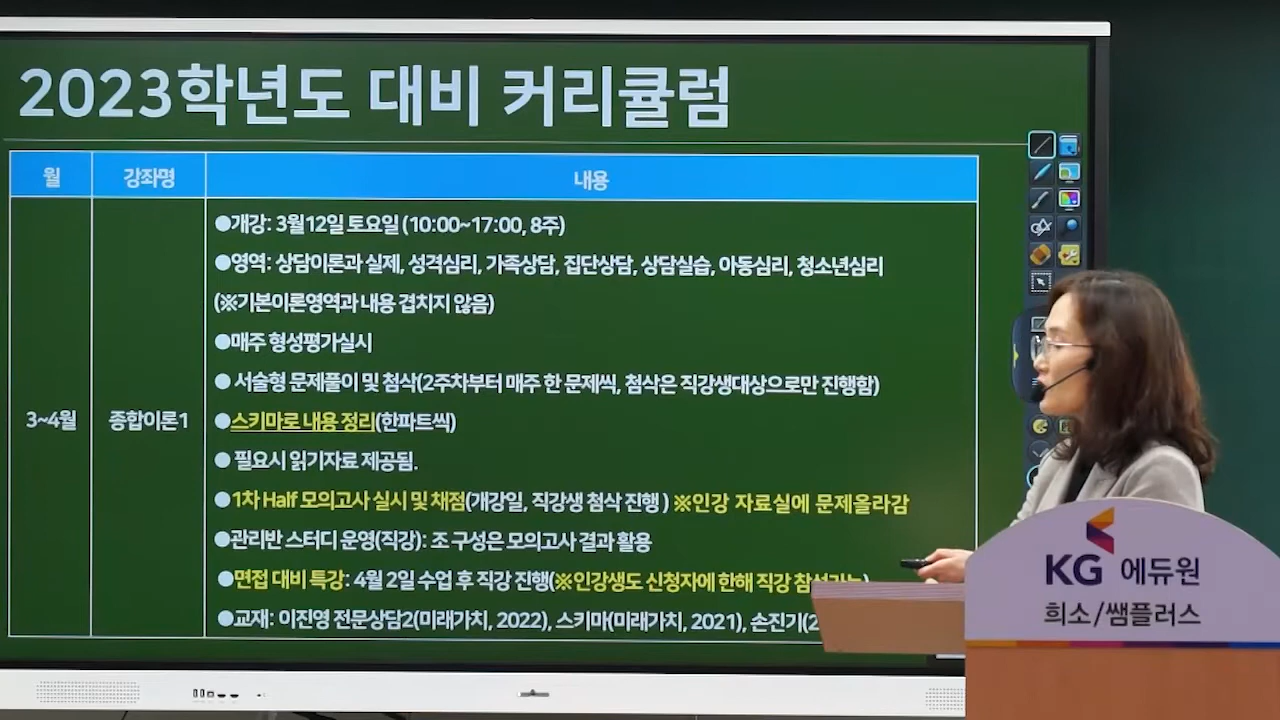 2023학년도 대비 커리큘럼
월 강좌명 내용
3~4월 종합이론1
●개강: 3월12일 토요일 (10:00~17:00, 8주)
●영역: 상담이론과 실제, 성격심리, 가족상담, 집단상담, 상담실습, 아동심리, 청소년심리
(※기본이론영역과 내용 겹치지 않음)
●매주 형성평가실시
● 서술형 문제풀이 및 첨삭(2주차부터 매주 한 문제씩, 첨삭은 직강생대상으로만 진행함)
●스키마로 내용 정리(한파트씩)
● 필요시 읽기자료 제공됨.
●1차 Half 모의고사 실시 및 채점(개강일, 직강생 첨삭 진행 ) ※인강 자료실에 문제올라감
●관리반 스터디 운영(직강): 조 구성은 모의고사 결과 활용
●면접 대비 특강: 4월 2일 수업 후 직강 진행(※인강생도 신청자에 한해 직강
●교재: 이진영 전문상담2(미래가치, 2022), 스키마(미래가치, 2021), 손진기(2
KG 에듀원
희소/쌤플러스